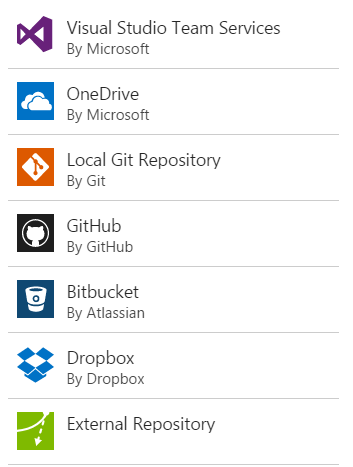 Visual Studio Team Services
By Microsoft
OneDrive
By Microsoft
Local Git Repository
By Git
GitHub
By GitHub
Bitbucket
By Atlassian
Dropbox
By Dropbox
External Repository